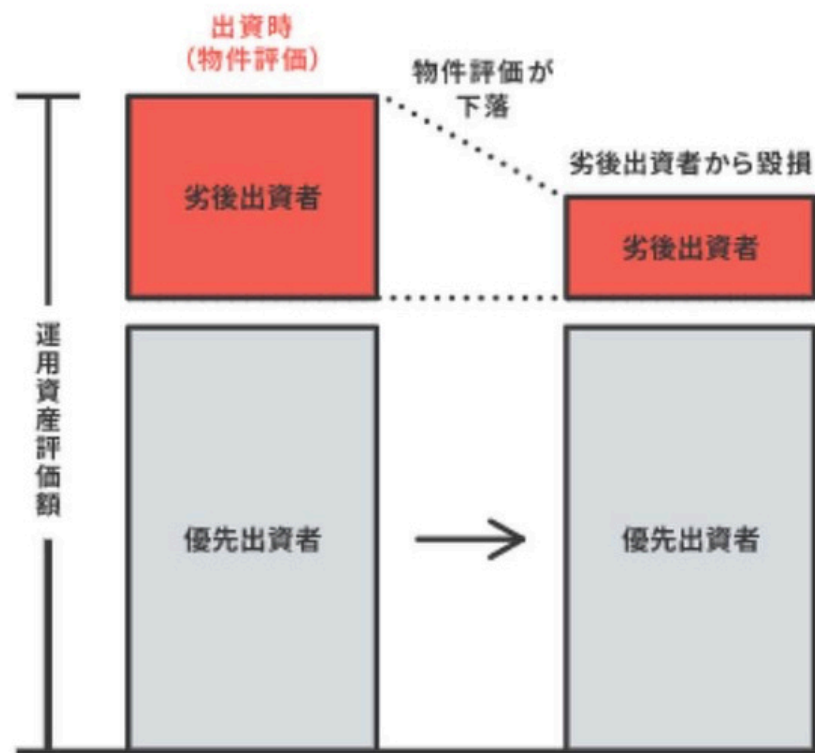 出資時
（物件評価）
物件評価が
下落
劣後出資者から毀損
劣後出資者
劣後出資者
運用資産評価額
優先出資者
優先出資者